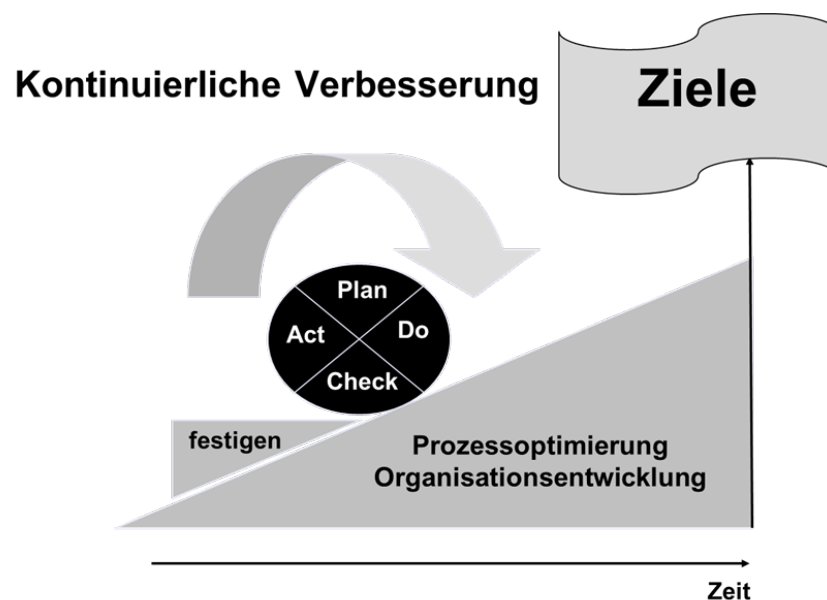 Kontinuierliche Verbesserung
Ziele
Plan
Act
Do
Check
festigen
Prozessoptimierung
Organisationsentwicklung
Zeit